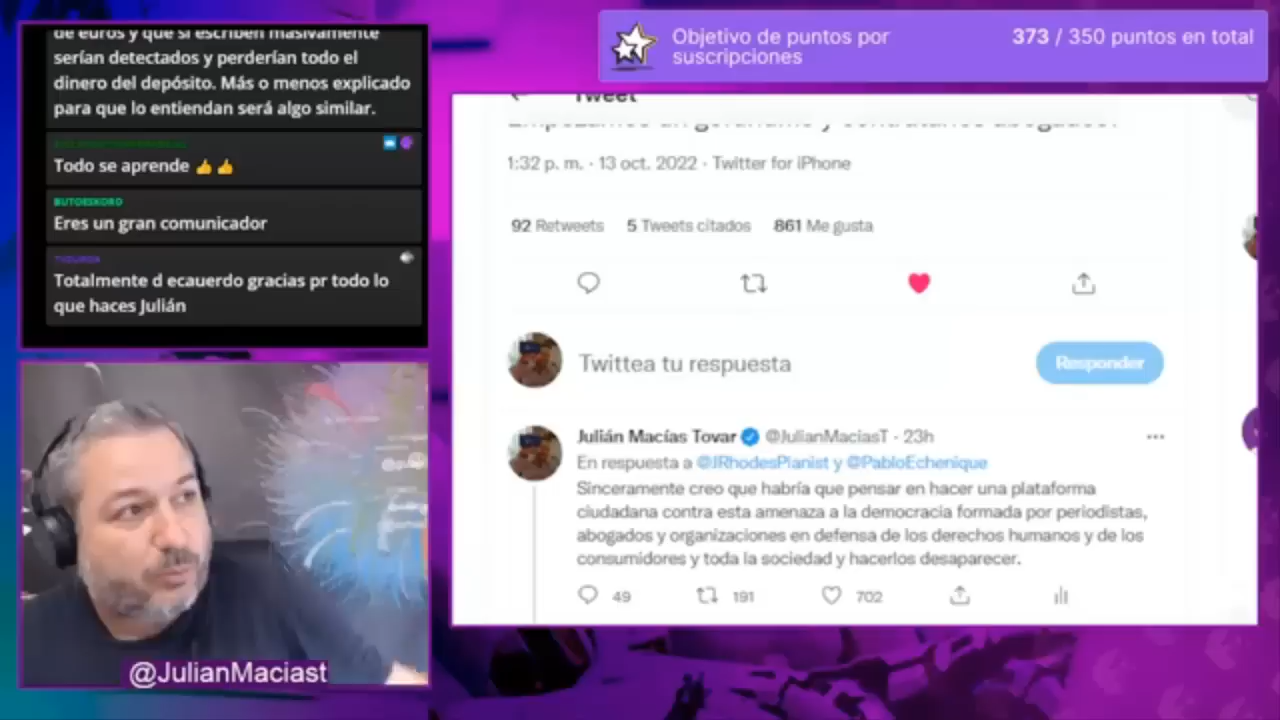 de euros y que si escriben masivamente
serían detectados y perderían todo el
dinero del depósito. Más o menos explicado
para que lo entiendan será algo similar.
Todo se aprende 👍👍
BUTOESKORO
Eres un gran comunicador
Totalmente d ecauerdo gracias pr todo lo
que haces Julián
@JulianMaciast
Objetivo de puntos por
suscripciones
373 / 350 puntos en total
Tweet
1:32 p. m. · 13 oct. 2022 · Twitter for iPhone
92 Retweets 5 Tweets citados 861 Me gusta
Twittea tu respuesta
Responder
Julián Macías Tovar @JulianMaciasT · 23h
En respuesta a @JRhodesPianist y @PabloEchenique
Sinceramente creo que habría que pensar en hacer una plataforma
ciudadana contra esta amenaza a la democracia formada por periodistas,
abogados y organizaciones en defensa de los derechos humanos y de los
consumidores y toda la sociedad y hacerlos desaparecer.
49 191 702